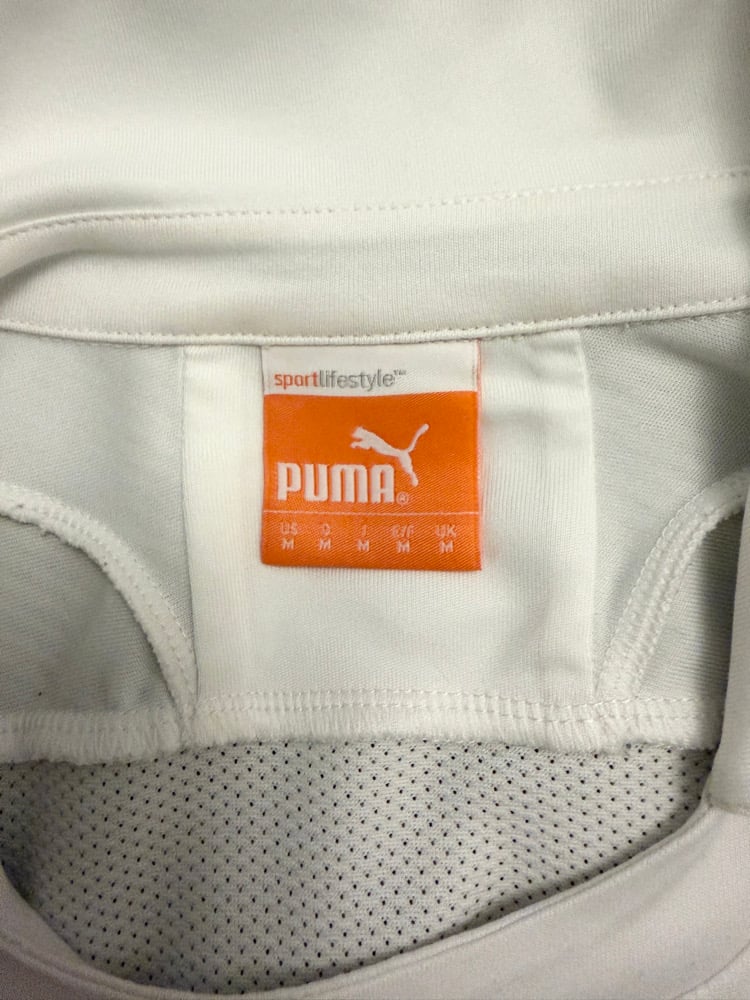 sportlifestyle™
PUMA®
US D I E/F UK
M M M M M